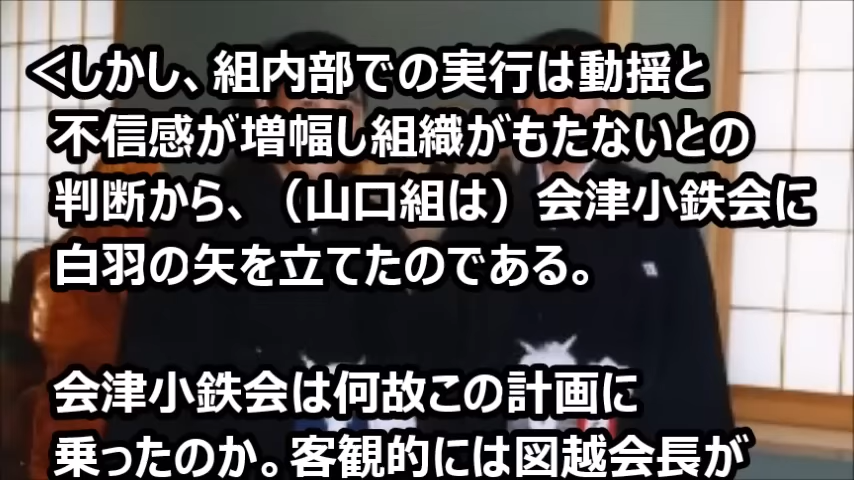 <しかし、組内部での実行は動揺と
不信感が増幅し組織がもたないとの
判断から、（山口組は）会津小鉄会に
白羽の矢を立てたのである。
会津小鉄会は何故この計画に
乗ったのか。客観的には図越会長が